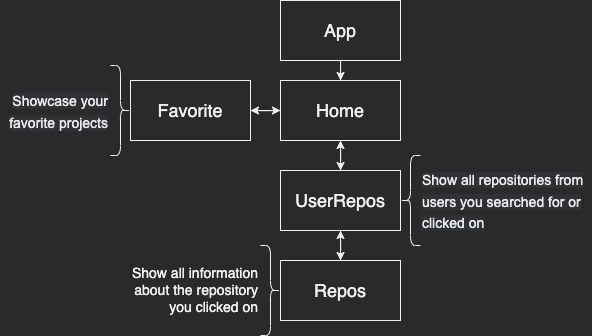 App
Showcase your
favorite projects
Favorite
Home
UserRepos
Show all repositories from
users you searched for or
clicked on
Show all information
about the repository
you clicked on
Repos